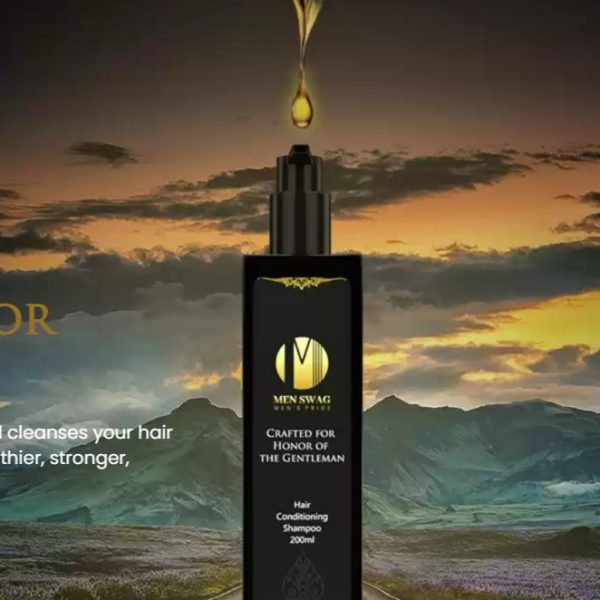 OR
l cleanses your hair
thier, stronger,
M
MEN SWAG
MEN'S PRIDE
CRAFTED FOR
HONOR OF
THE GENTLEMAN
Hair
Conditioning
Shampoo
200ml